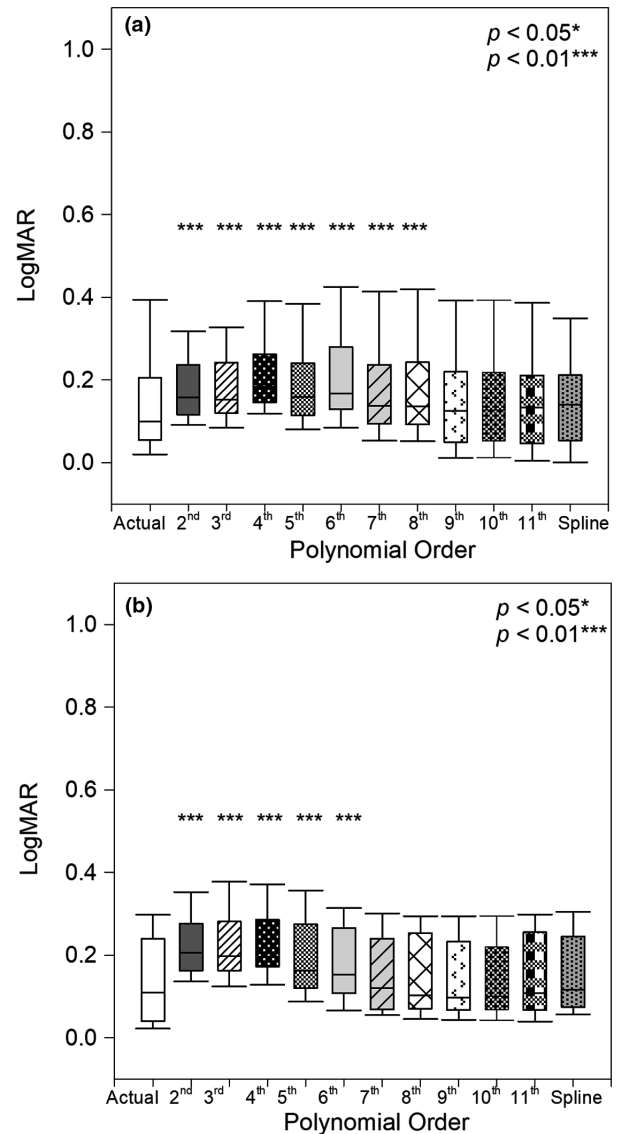 (a)
p < 0.05*
p < 0.01***
1.0
0.8
0.6
*** *** *** *** *** *** ***
LogMAR
0.4
0.2
0.0
Actual 2nd 3rd 4th 5th 6th 7th 8th 9th 10th 11th Spline
Polynomial Order
(b)
p < 0.05*
p < 0.01***
1.0
0.8
0.6
*** *** *** *** ***
LogMAR
0.4
0.2
0.0
Actual 2nd 3rd 4th 5th 6th 7th 8th 9th 10th 11th Spline
Polynomial Order